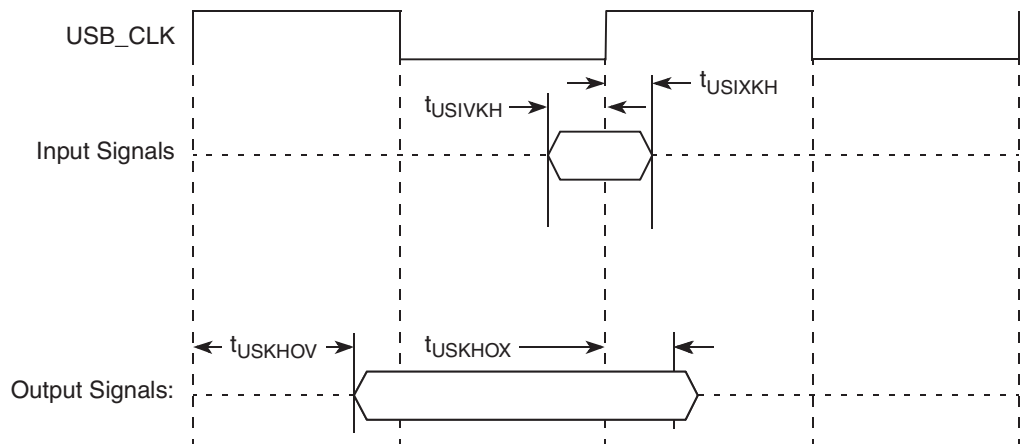 USB_CLK
tUSIXKH
tUSIVKH
Input Signals
tUSKHOV
tUSKHOX
Output Signals: